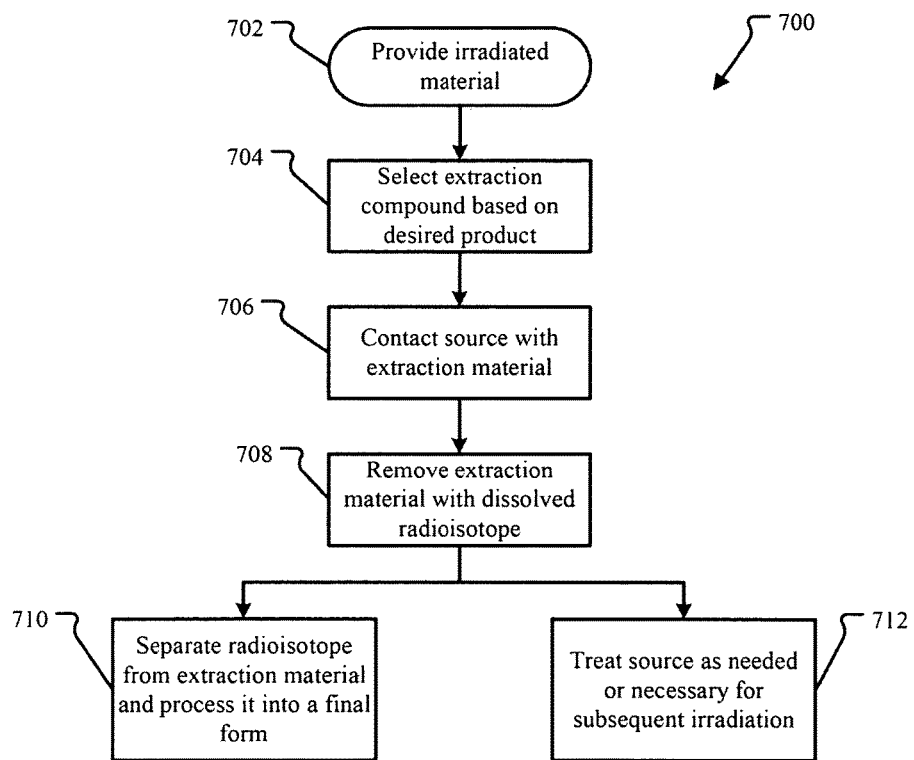 702
Provide irradiated
material
700
704
Select extraction
compound based on
desired product
706
Contact source with
extraction material
708
Remove extraction
material with dissolved
radioisotope
710
Separate radioisotope
from extraction material
and process it into a final
form
712
Treat source as needed
or necessary for
subsequent irradiation